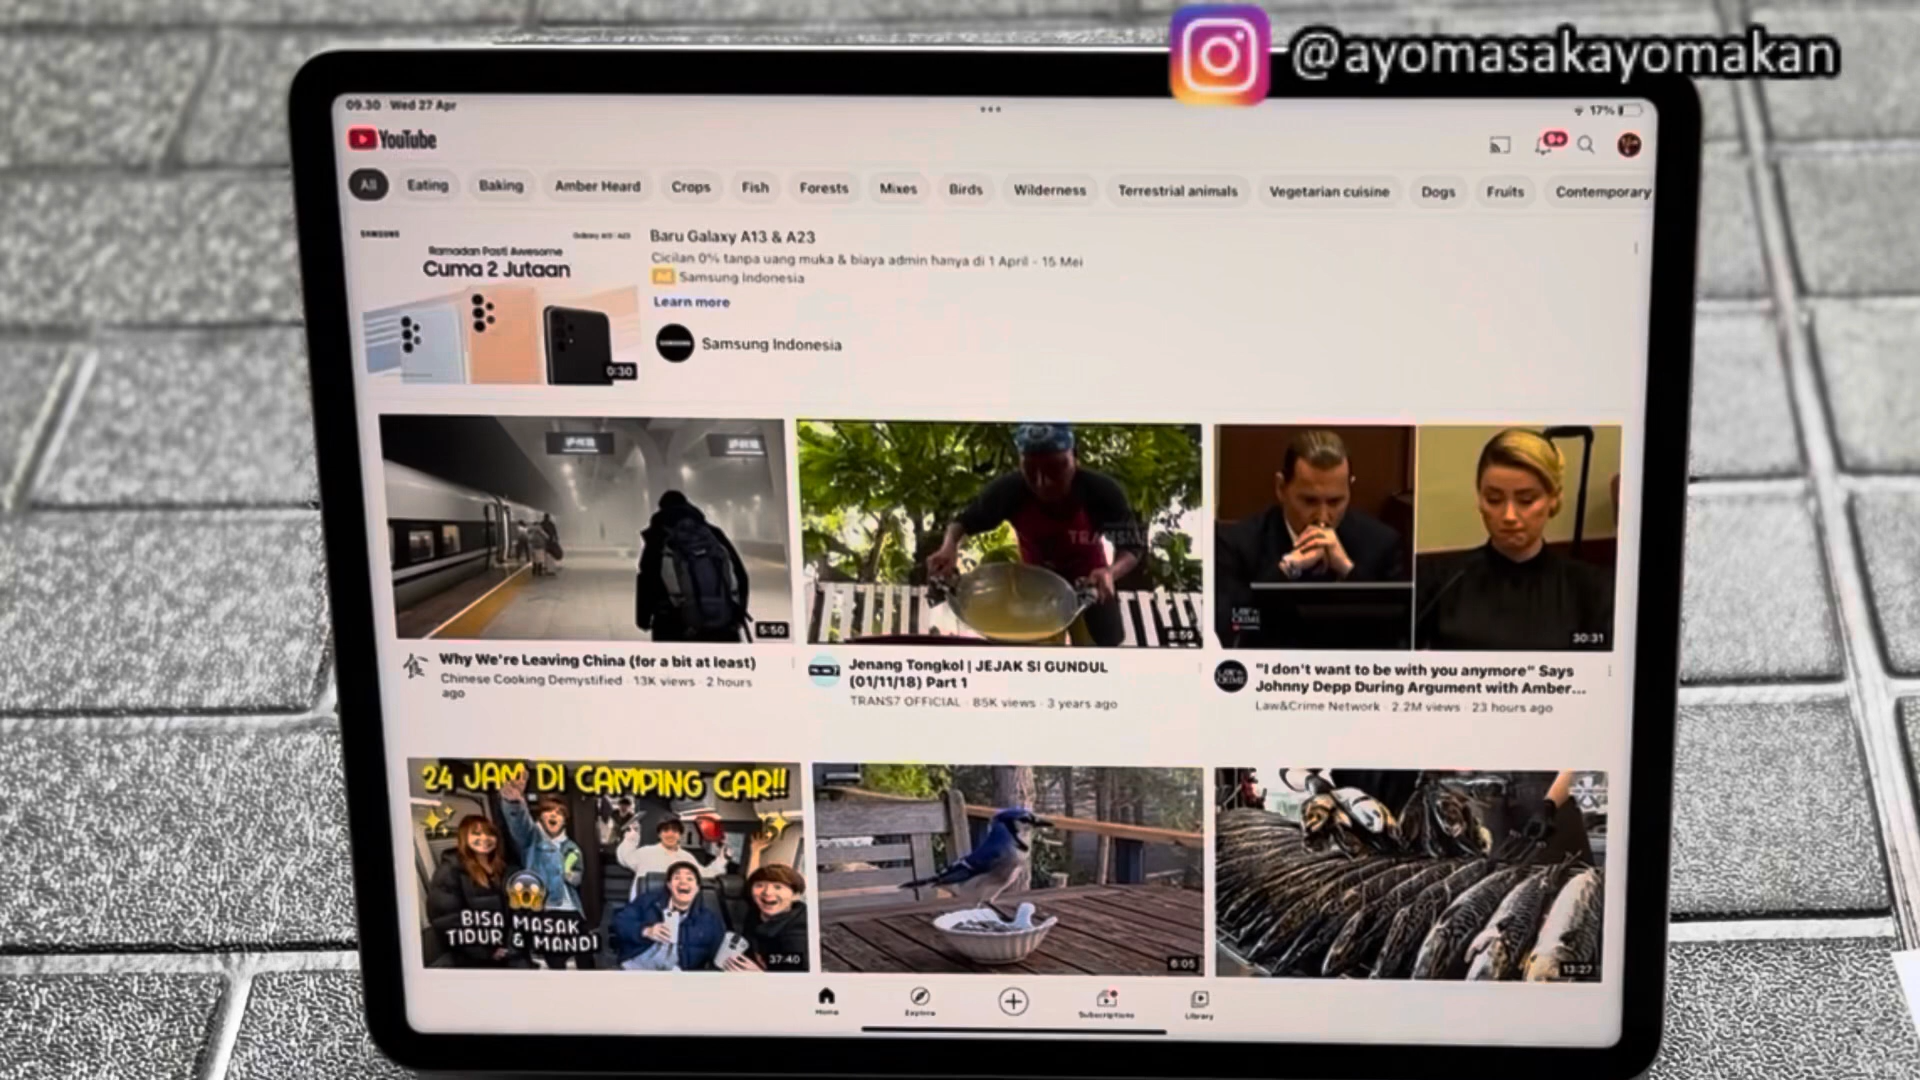 @ayomasakayomakan
09.30 Wed 27 Apr
17%
YouTube
9+
All Eating Baking Amber Heard Crops Fish Forests Mixes Birds Wilderness Terrestrial animals Vegetarian cuisine Dogs Fruits Contemporary
SAMSUNG
Ramadan Pasti Awesome
Cuma 2 Jutaan
0:30
Baru Galaxy A13 & A23
Cicilan 0% tanpa uang muka & biaya admin hanya di 1 April - 15 Mei
Ad Samsung Indonesia
Learn more
Samsung Indonesia
5:50
Why We're Leaving China (for a bit at least)
Chinese Cooking Demystified · 13K views · 2 hours
ago
8:59
Jenang Tongkol | JEJAK SI GUNDUL
(01/11/18) Part 1
TRANS7 OFFICIAL · 85K views · 3 years ago
LAW&
CRIME
30:31
"I don't want to be with you anymore" Says
Johnny Depp During Argument with Amber...
Law&Crime Network · 2.2M views · 23 hours ago
24 JAM DI CAMPING CAR!!
BISA MASAK
TIDUR & MANDI
37:40
6:05
13:27
Home
Explore
Subscriptions
Library